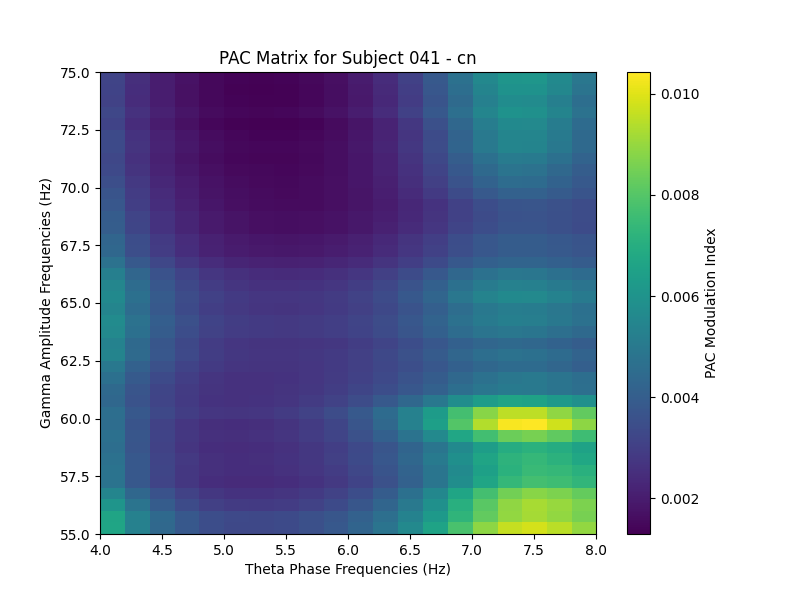 PAC Matrix for Subject 041 - cn
75.0
72.5
70.0
67.5
65.0
62.5
60.0
57.5
55.0
Gamma Amplitude Frequencies (Hz)
4.0 4.5 5.0 5.5 6.0 6.5 7.0 7.5 8.0
Theta Phase Frequencies (Hz)
0.010
0.008
0.006
0.004
0.002
PAC Modulation Index